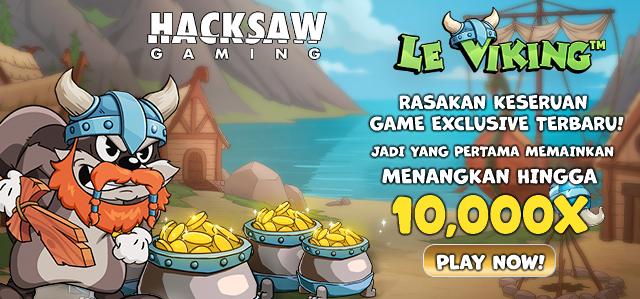 HACKSAW
GAMING
LE VIKING™
RASAKAN KESERUAN
GAME EXCLUSIVE TERBARU!
JADI YANG PERTAMA MEMAINKAN
MENANGKAN HINGGA
10,000X
PLAY NOW!